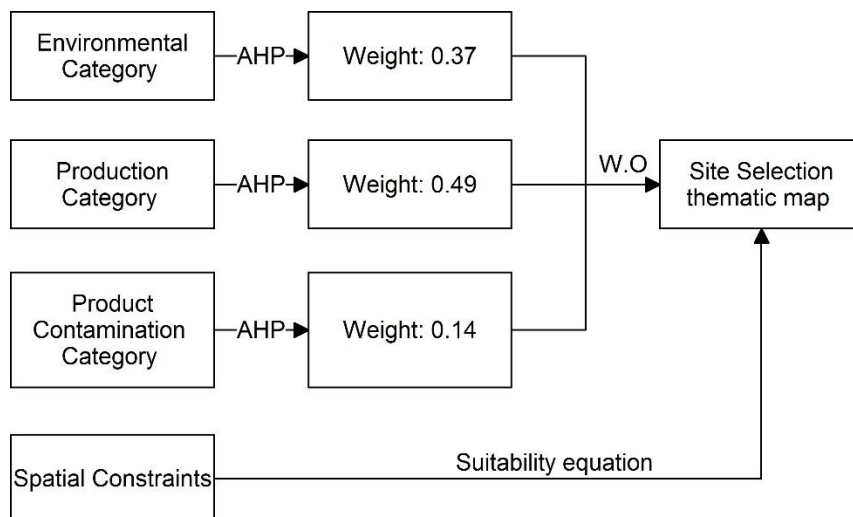 Environmental
Category
AHP
Weight: 0.37
Production
Category
AHP
Weight: 0.49
W.O
Site Selection
thematic map
Product
Contamination
Category
AHP
Weight: 0.14
Spatial Constraints
Suitability equation